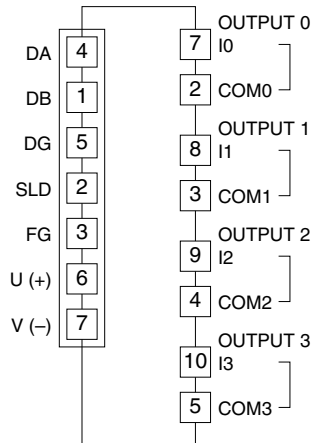 DA 4
DB 1
DG 5
SLD 2
FG 3
U (+) 6
V (–) 7
OUTPUT 0
7 I0
2 COM0
OUTPUT 1
8 I1
3 COM1
OUTPUT 2
9 I2
4 COM2
OUTPUT 3
10 I3
5 COM3